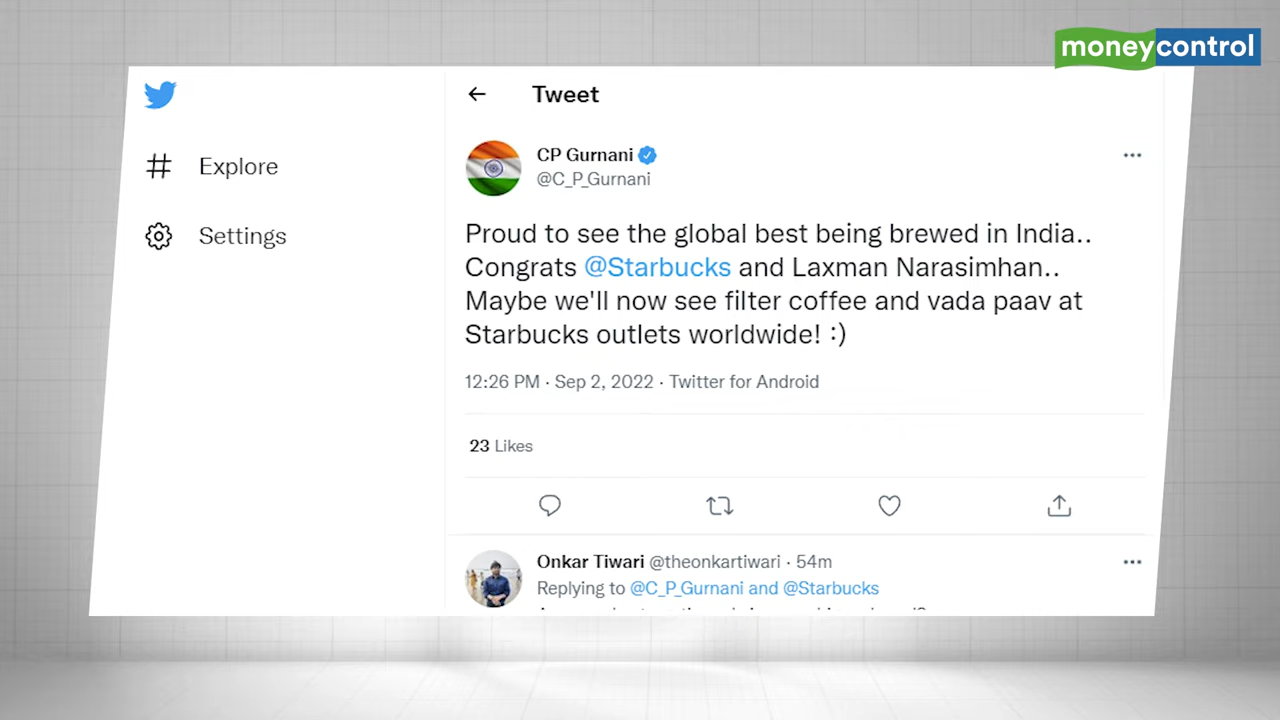 moneycontrol
Tweet
Explore
Settings
CP Gurnani
@C_P_Gurnani
Proud to see the global best being brewed in India..
Congrats @Starbucks and Laxman Narasimhan..
Maybe we'll now see filter coffee and vada paav at
Starbucks outlets worldwide! :)
12:26 PM · Sep 2, 2022 · Twitter for Android
23 Likes
Onkar Tiwari @theonkartiwari · 54m
Replying to @C_P_Gurnani and @Starbucks